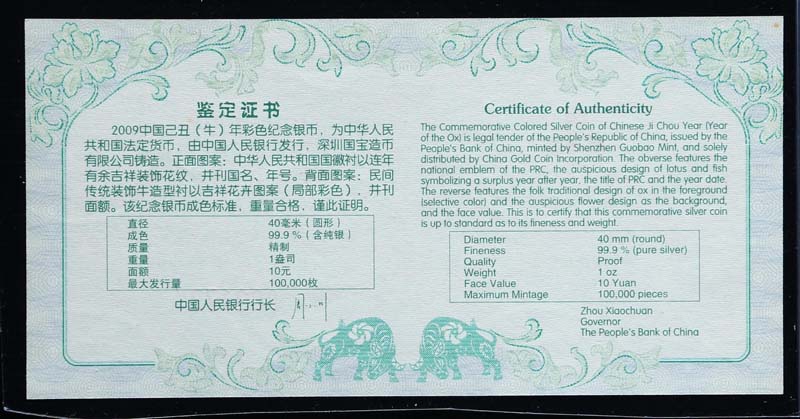 鉴定证书
2009中国己丑（牛）年彩色纪念银币，为中华人民
共和国法定货币，由中国人民银行发行，深圳国宝造币
有限公司铸造。正面图案：中华人民共和国国徽衬以连年
有余吉祥装饰花纹，井刊国名、年号。背面图案：民间
传统装饰牛造型衬以吉祥花卉图案（局部彩色），井刊
面额。该纪念银币成色标准，重量合格，谨此证明。
直径 40毫米（圆形）
成色 99.9％（含纯银）
质量 精制
重量 1盎司
面额 10元
最大发行量 100,000枚
中国人民银行行长
Certificate of Authenticity
The Commemorative Colored Silver Coin of Chinese Ji Chou Year (Year
of the Ox) is legal tender of the People's Republic of China, issued by the
People's Bank of China, minted by Shenzhen Guobao Mint, and solely
distributed by China Gold Coin Incorporation. The obverse features the
national emblem of the PRC, the auspicious design of lotus and fish
symbolizing a surplus year after year, the title of PRC and the year date.
The reverse features the folk traditional design of ox in the foreground
(selective color) and the auspicious flower design as the background,
and the face value. This is to certify that this commemorative silver coin
is up to standard as to its fineness and weight.
Diameter 40 mm (round)
Fineness 99.9 % (pure silver)
Quality Proof
Weight 1 oz
Face Value 10 Yuan
Maximum Mintage 100,000 pieces
Zhou Xiaochuan
Governor
The People's Bank of China